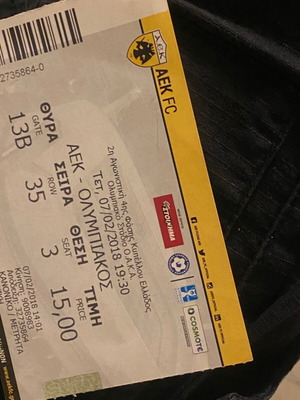 2735864-0
Α.Ε.Κ.
AEK FC
2η Αγωνιστική 4ης Φάσης Κυπέλλου Ελλάδος
Ολυμπιακό Στάδιο Ο.Α.Κ.Α.
Τετ, 07/02/2018 19:30
ΑΕΚ - ΟΛΥΜΠΙΑΚΟΣ
ΘΥΡΑ ΣΕΙΡΑ ΘΕΣΗ ΤΙΜΗ
GATE ROW SEAT
13B 35 3 15,00
07/02/2018 14:01
ΚΑΝΟΝΙΚΟ / ΜΕΤΡΗΤΑ
ΣΤΟΙΧΗΜΑ
COSMOTE